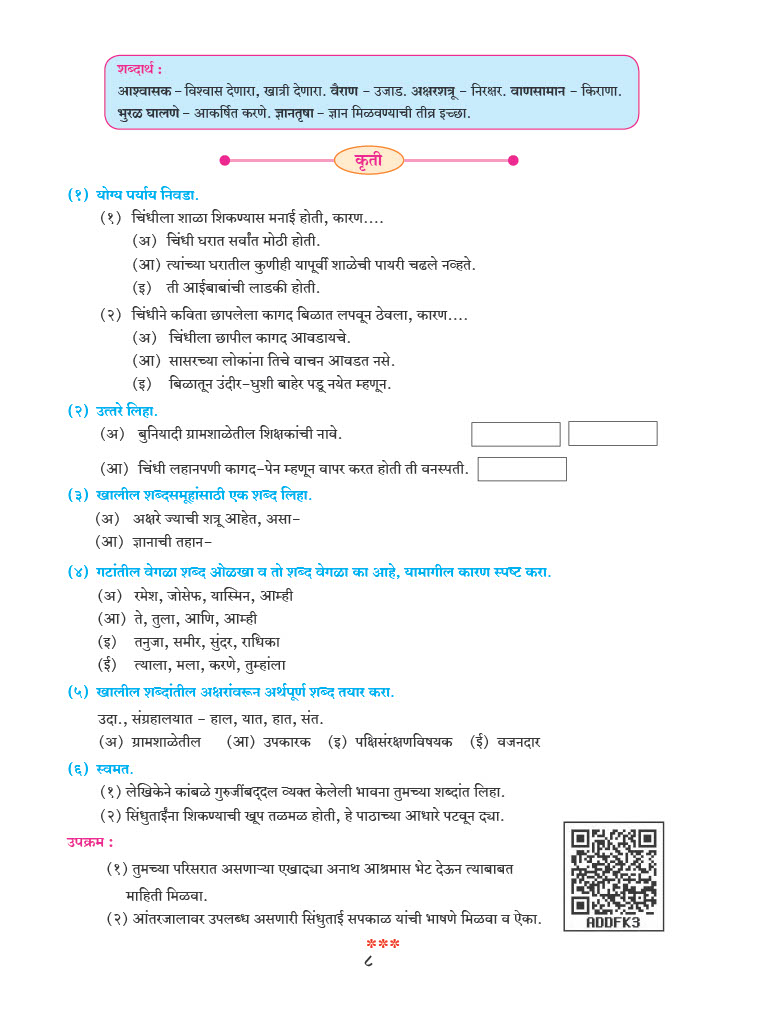 शब्दार्थ :
आश्वासक – विश्वास देणारा, खात्री देणारा. वैराण – उजाड. अक्षरशत्रू – निरक्षर. वाणसामान – किराणा.
भुरळ घालणे – आकर्षित करणे. ज्ञानतृषा – ज्ञान मिळवण्याची तीव्र इच्छा.
कृती
(१) योग्य पर्याय निवडा.
(१) चिंधीला शाळा शिकण्यास मनाई होती, कारण....
(अ) चिंधी घरात सर्वांत मोठी होती.
(आ) त्यांच्या घरातील कुणीही यापूर्वी शाळेची पायरी चढले नव्हते.
(इ) ती आईबाबांची लाडकी होती.
(२) चिंधीने कविता छापलेला कागद बिळात लपवून ठेवला, कारण....
(अ) चिंधीला छापील कागद आवडायचे.
(आ) सासरच्या लोकांना तिचे वाचन आवडत नसे.
(इ) बिळातून उंदीर-घुशी बाहेर पडू नयेत म्हणून.
(२) उत्तरे लिहा.
(अ) बुनियादी ग्रामशाळेतील शिक्षकांची नावे.
(आ) चिंधी लहानपणी कागद-पेन म्हणून वापर करत होती ती वनस्पती.
(३) खालील शब्दसमूहांसाठी एक शब्द लिहा.
(अ) अक्षरे ज्याची शत्रू आहेत, असा-
(आ) ज्ञानाची तहान-
(४) गटांतील वेगळा शब्द ओळखा व तो शब्द वेगळा का आहे, यामागील कारण स्पष्ट करा.
(अ) रमेश, जोसेफ, यास्मिन, आम्ही
(आ) ते, तुला, आणि, आम्ही
(इ) तनुजा, समीर, सुंदर, राधिका
(ई) त्याला, मला, करणे, तुम्हांला
(५) खालील शब्दांतील अक्षरांवरून अर्थपूर्ण शब्द तयार करा.
उदा., संग्रहालयात – हाल, यात, हात, संत.
(अ) ग्रामशाळेतील (आ) उपकारक (इ) पक्षिसंरक्षणविषयक (ई) वजनदार
(६) स्वमत.
(१) लेखिकेने कांबळे गुरुजींबद्दल व्यक्त केलेली भावना तुमच्या शब्दांत लिहा.
(२) सिंधुताईंना शिकण्याची खूप तळमळ होती, हे पाठाच्या आधारे पटवून द्या.
उपक्रम :
(१) तुमच्या परिसरात असणाऱ्या एखाद्या अनाथ आश्रमास भेट देऊन त्याबाबत
माहिती मिळवा.
(२) आंतरजालावर उपलब्ध असणारी सिंधुताई सपकाळ यांची भाषणे मिळवा व ऐका.
ADDFK3
***
८